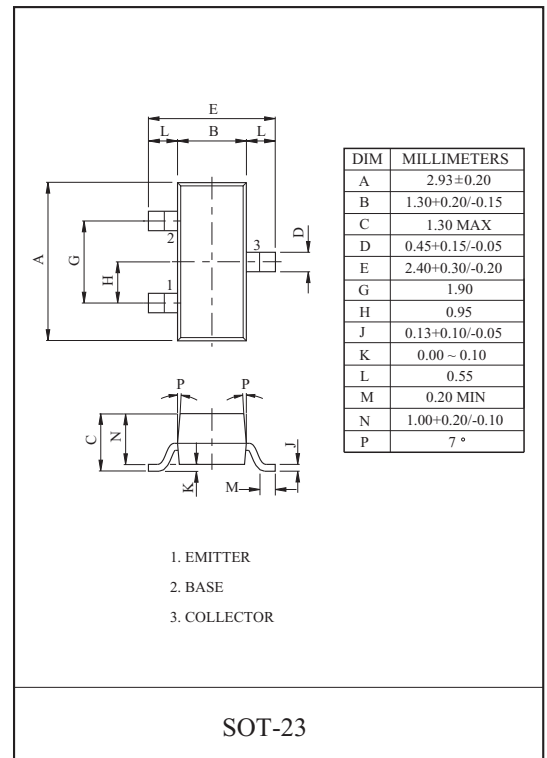 E
L B L
A
G
H
D
2
3
1
DIM MILLIMETERS
A 2.93±0.20
B 1.30+0.20/-0.15
C 1.30 MAX
D 0.45+0.15/-0.05
E 2.40+0.30/-0.20
G 1.90
H 0.95
J 0.13+0.10/-0.05
K 0.00 ~ 0.10
L 0.55
M 0.20 MIN
N 1.00+0.20/-0.10
P 7 °
P P
C
N
K
M
J
1. EMITTER
2. BASE
3. COLLECTOR
SOT-23